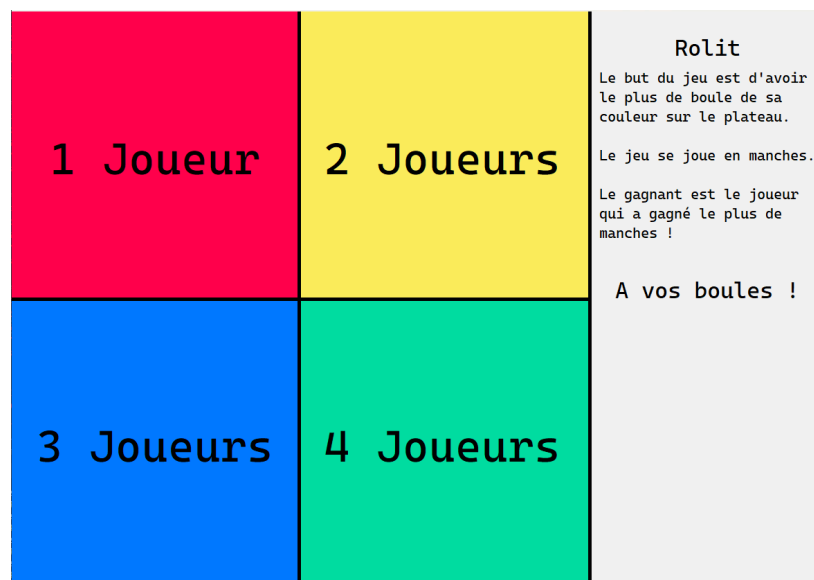 1 Joueur
2 Joueurs
3 Joueurs
4 Joueurs
Rolit
Le but du jeu est d'avoir
le plus de boule de sa
couleur sur le plateau.
Le jeu se joue en manches.
Le gagnant est le joueur
qui a gagné le plus de
manches !
A vos boules !